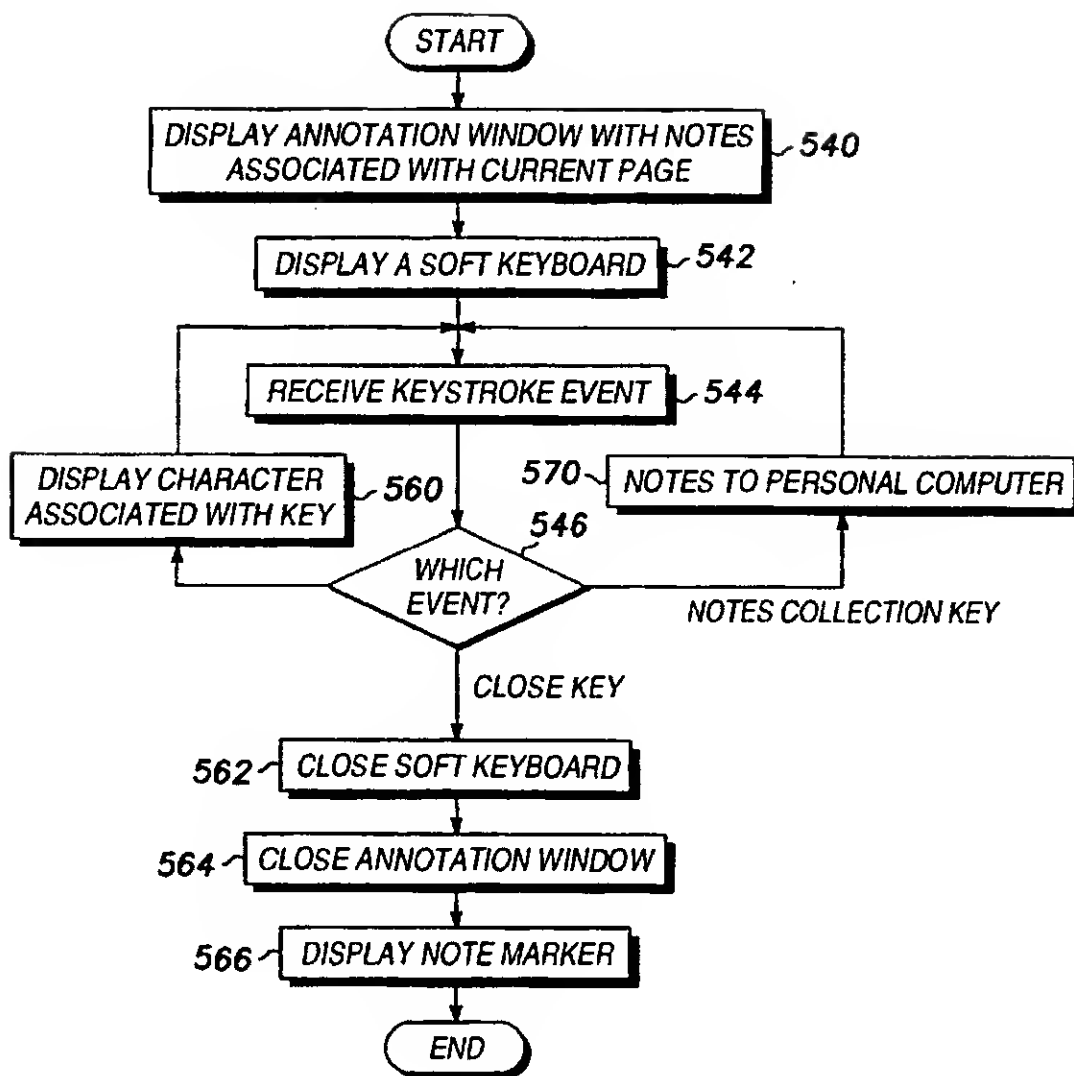 START
DISPLAY ANNOTATION WINDOW WITH NOTES
ASSOCIATED WITH CURRENT PAGE
540
DISPLAY A SOFT KEYBOARD
542
RECEIVE KEYSTROKE EVENT
544
DISPLAY CHARACTER
ASSOCIATED WITH KEY
560
570
NOTES TO PERSONAL COMPUTER
546
WHICH
EVENT?
NOTES COLLECTION KEY
CLOSE KEY
562
CLOSE SOFT KEYBOARD
564
CLOSE ANNOTATION WINDOW
566
DISPLAY NOTE MARKER
END